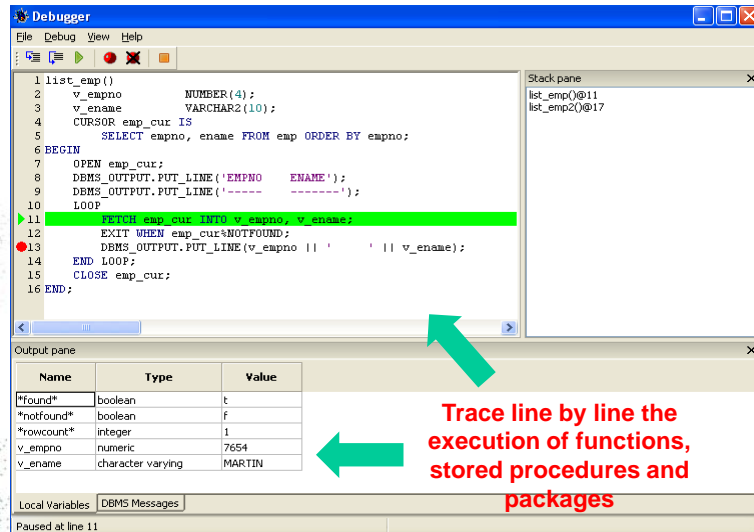 Debugger
File Debug View Help
1 list_emp()
2 v_empno NUMBER(4);
3 v_ename VARCHAR2(10);
4 CURSOR emp_cur IS
5 SELECT empno, ename FROM emp ORDER BY empno;
6 BEGIN
7 OPEN emp_cur;
8 DBMS_OUTPUT.PUT_LINE('EMPNO    ENAME');
9 DBMS_OUTPUT.PUT_LINE('-----    -------');
10 LOOP
11 FETCH emp_cur INTO v_empno, v_ename;
12 EXIT WHEN emp_cur%NOTFOUND;
13 DBMS_OUTPUT.PUT_LINE(v_empno || '     ' || v_ename);
14 END LOOP;
15 CLOSE emp_cur;
16 END;
Stack pane
list_emp()@11
list_emp2()@17
Output pane
Name Type Value
*found* boolean t
*notfound* boolean f
*rowcount* integer 1
v_empno numeric 7654
v_ename character varying MARTIN
Local Variables DBMS Messages
Paused at line 11
Trace line by line the
execution of functions,
stored procedures and
packages